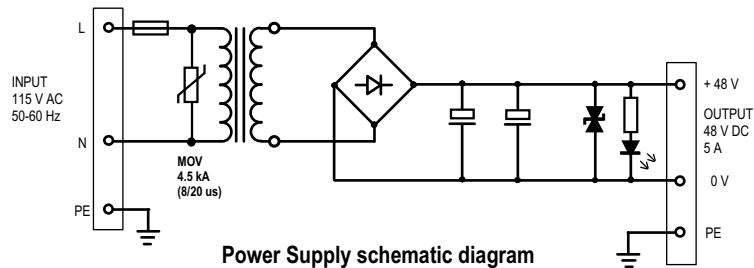 L
INPUT
115 V AC
50-60 Hz
N
MOV
4.5 kA
(8/20 us)
PE
+ 48 V
OUTPUT
48 V DC
5 A
0 V
PE
Power Supply schematic diagram